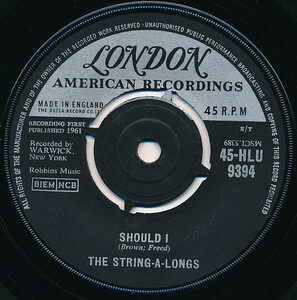 ALL RIGHTS OF THE MANUFACTURER AND OF THE OWNER OF THE RECORDED WORK RESERVED · UNAUTHORISED PUBLIC PERFORMANCE BROADCASTING AND COPYING OF THIS RECORD PROHIBITED
LONDON
AMERICAN RECORDINGS
MADE IN ENGLAND
THE DECCA RECORD CO. LTD.
45 R.P.M
RECORDING FIRST
PUBLISHED 1961
E/T
Recorded by
WARWICK,
New York
MSCT.5389
45-HLU
9394
Robbins Music
BIEM NCB
SHOULD I
(Brown; Freed)
THE STRING-A-LONGS